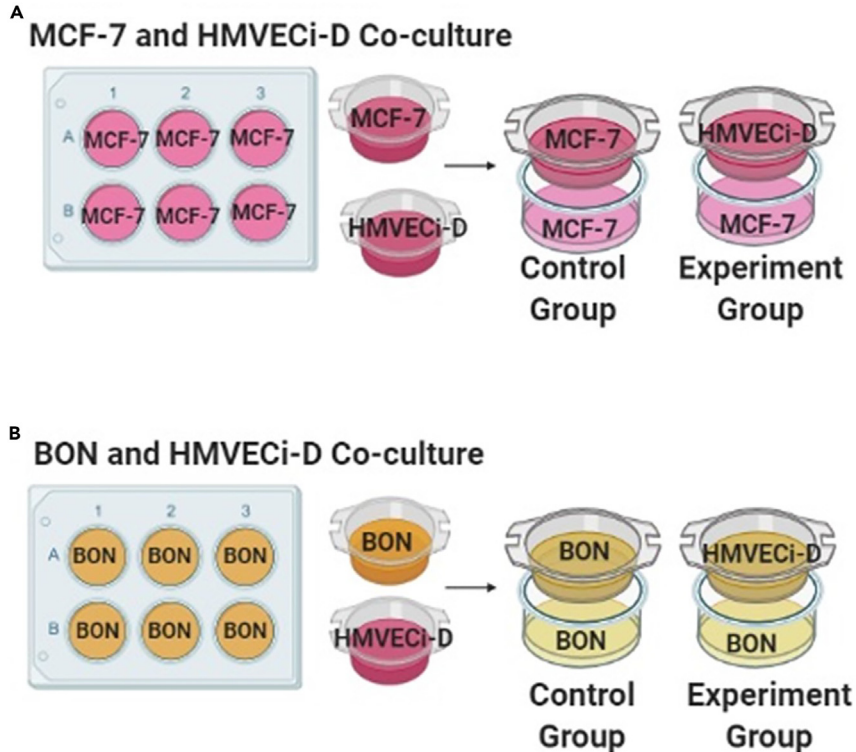 A
MCF-7 and HMVECi-D Co-culture
1 2 3
A MCF-7 MCF-7 MCF-7
B MCF-7 MCF-7 MCF-7
MCF-7
HMVECi-D
MCF-7
MCF-7
Control
Group
HMVECi-D
MCF-7
Experiment
Group
B
BON and HMVECi-D Co-culture
1 2 3
A BON BON BON
B BON BON BON
BON
HMVECi-D
BON
BON
Control
Group
HMVECi-D
BON
Experiment
Group